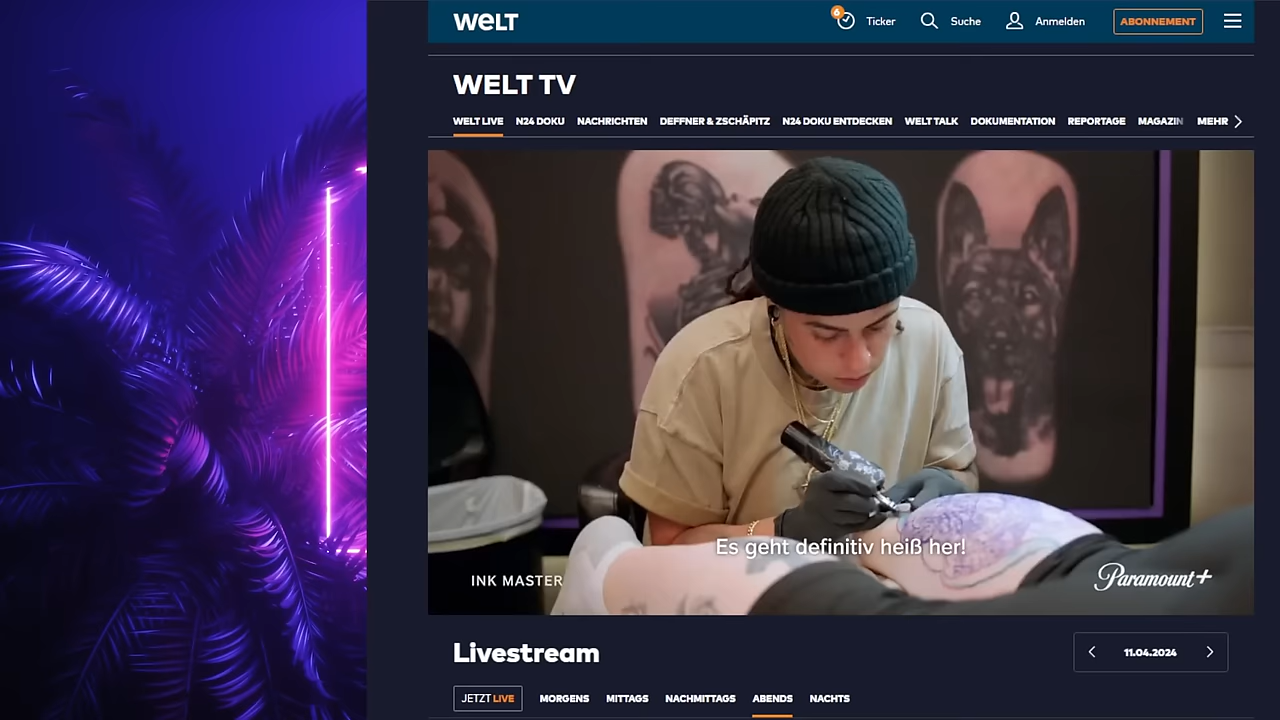 WELT
6
Ticker
Suche
Anmelden
ABONNEMENT
WELT TV
WELT LIVE
N24 DOKU
NACHRICHTEN
DEFFNER & ZSCHÄPITZ
N24 DOKU ENTDECKEN
WELT TALK
DOKUMENTATION
REPORTAGE
MAGAZIN
MEHR
Es geht definitiv heiß her!
INK MASTER
Paramount+
Livestream
11.04.2024
JETZT LIVE
MORGENS
MITTAGS
NACHMITTAGS
ABENDS
NACHTS